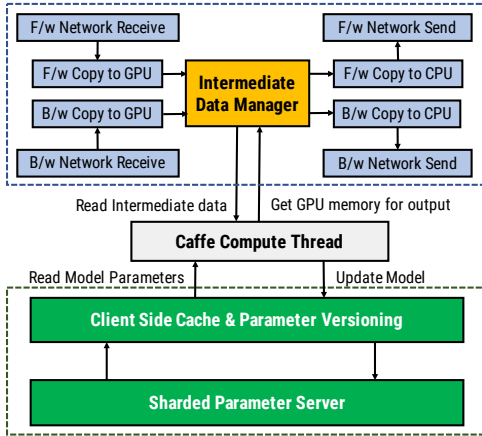 F/w Network Receive
F/w Network Send
F/w Copy to GPU
Intermediate
Data Manager
F/w Copy to CPU
B/w Copy to GPU
B/w Copy to CPU
B/w Network Receive
B/w Network Send
Read Intermediate data
Get GPU memory for output
Caffe Compute Thread
Read Model Parameters
Update Model
Client Side Cache & Parameter Versioning
Sharded Parameter Server